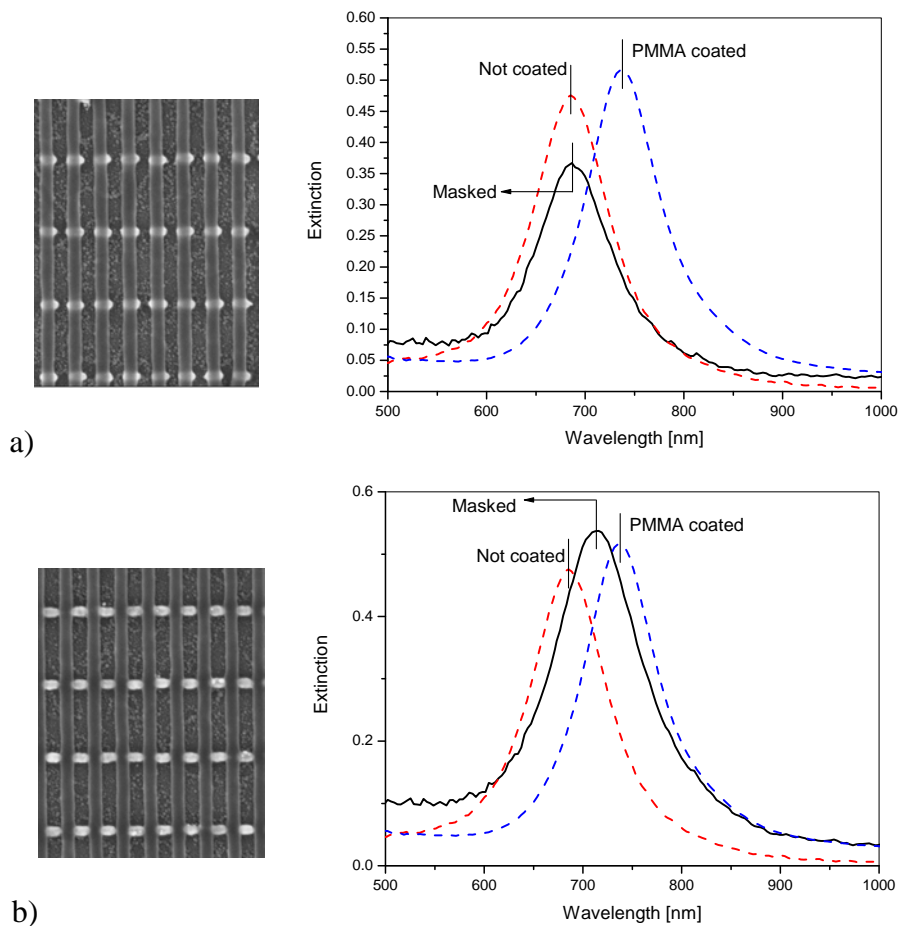 0.60
0.55
0.50
0.45
0.40
0.35
0.30
0.25
0.20
0.15
0.10
0.05
0.00
Extinction
PMMA coated
Not coated
Masked
500 600 700 800 900 1000
Wavelength [nm]
a)
0.6
0.4
0.2
0.0
Extinction
Masked
PMMA coated
Not coated
500 600 700 800 900 1000
Wavelength [nm]
b)